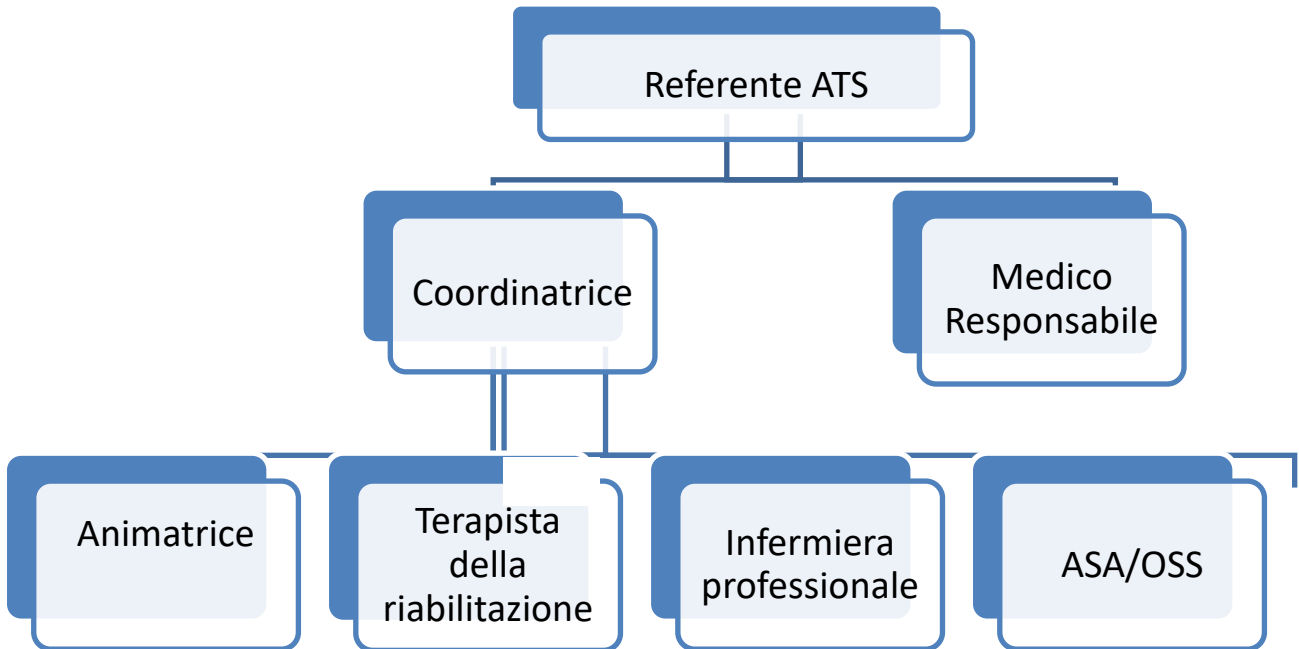 Referente ATS
Coordinatrice
Medico
Responsabile
Animatrice
Terapista
della
riabilitazione
Infermiera
professionale
ASA/OSS